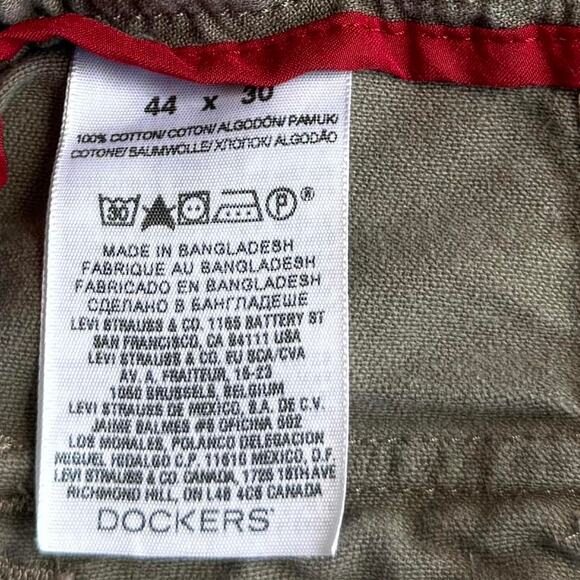 44 x 30
100% COTTON/COTON/ALGODÓN/PAMUK/
COTONE/BAUMWOLLE/ХЛОПОК/ALGODÃO
30 P ®
MADE IN BANGLADESH
FABRIQUE AU BANGLADESH
FABRICADO EN BANGLADESH
СДЕЛАНО В БАНГЛАДЕШЕ
LEVI STRAUSS & CO. 1155 BATTERY ST
SAN FRANCISCO, CA 94111 USA
LEVI STRAUSS & CO. EU SCA/CVA
AV. A. FRAITEUR, 15-23
1050 BRUSSELS, BELGIUM
LEVI STRAUSS DE MEXICO, S.A. DE C.V.
JAIME BALMES #8 OFICINA 502
LOS MORALES, POLANCO DELEGACION
MIGUEL HIDALGO C.P. 11510 MEXICO, D.F.
LEVI STRAUSS & CO. CANADA, 1725 16TH AVE
RICHMOND HILL, ON L4B 4C6 CANADA
DOCKERS®